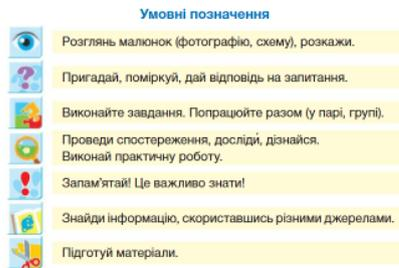 Умовні позначення
Розглянь малюнок (фотографію, схему), розкажи.
Пригадай, поміркуй, дай відповідь на запитання.
Виконайте завдання. Попрацюйте разом (у парі, групі).
Проведи спостереження, дослідú, дізнайся.
Виконай практичну роботу.
Запам’ятай! Це важливо знати!
Знайди інформацію, скориставшись різними джерелами.
Підготуй матеріали.